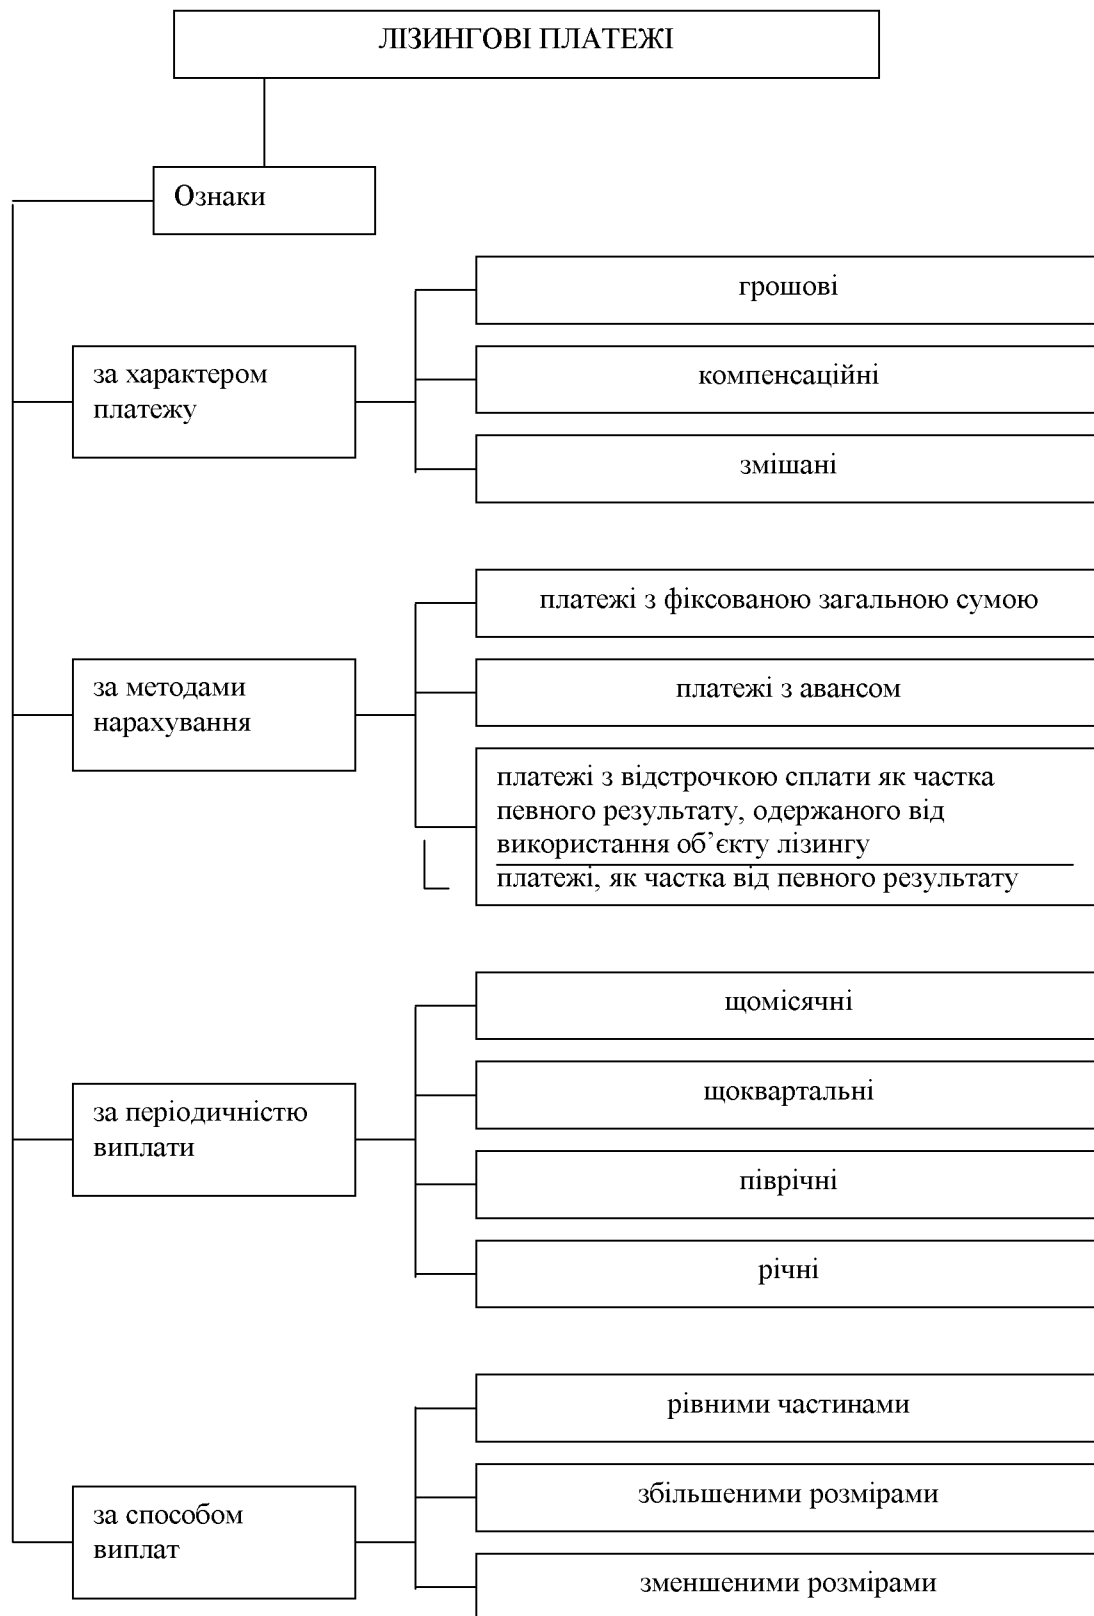 ЛІЗИНГОВІ ПЛАТЕЖІ
Ознаки
за характером
платежу
грошові
компенсаційні
змішані
за методами
нарахування
платежі з фіксованою загальною сумою
платежі з авансом
платежі з відстрочкою сплати як частка
певного результату, одержаного від
використання об’єкту лізингу
платежі, як частка від певного результату
за періодичністю
виплати
щомісячні
щоквартальні
піврічні
річні
за способом
виплат
рівними частинами
збільшеними розмірами
зменшеними розмірами